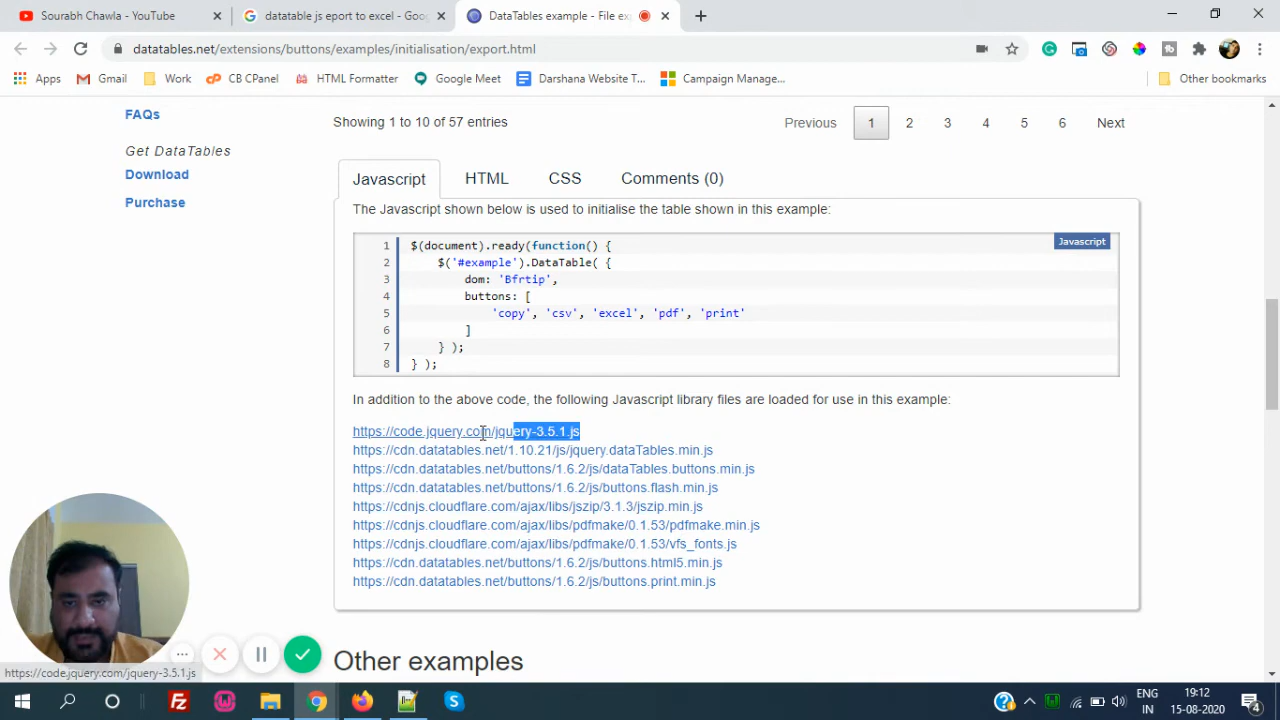 Sourabh Chawla - YouTube
datatable js eport to excel - Goo
DataTables example - File ex
datatables.net/extensions/buttons/examples/initialisation/export.html
Apps
Gmail
Work
CB CPanel
HTML Formatter
Google Meet
Darshana Website T...
Campaign Manage...
Other bookmarks
FAQs
Get DataTables
Download
Purchase
Showing 1 to 10 of 57 entries
Previous 1 2 3 4 5 6 Next
Javascript HTML CSS Comments (0)
The Javascript shown below is used to initialise the table shown in this example:
Javascript
1 $(document).ready(function() {
2 $('#example').DataTable( {
3 dom: 'Bfrtip',
4 buttons: [
5 'copy', 'csv', 'excel', 'pdf', 'print'
6 ]
7 } );
8 } );
In addition to the above code, the following Javascript library files are loaded for use in this example:
https://code.jquery.com/jquery-3.5.1.js
https://cdn.datatables.net/1.10.21/js/jquery.dataTables.min.js
https://cdn.datatables.net/buttons/1.6.2/js/dataTables.buttons.min.js
https://cdn.datatables.net/buttons/1.6.2/js/buttons.flash.min.js
https://cdnjs.cloudflare.com/ajax/libs/jszip/3.1.3/jszip.min.js
https://cdnjs.cloudflare.com/ajax/libs/pdfmake/0.1.53/pdfmake.min.js
https://cdnjs.cloudflare.com/ajax/libs/pdfmake/0.1.53/vfs_fonts.js
https://cdn.datatables.net/buttons/1.6.2/js/buttons.html5.min.js
https://cdn.datatables.net/buttons/1.6.2/js/buttons.print.min.js
Other examples
https://code.jquery.com/jquery-3.5.1.js
ENG
IN
19:12
15-08-2020
4